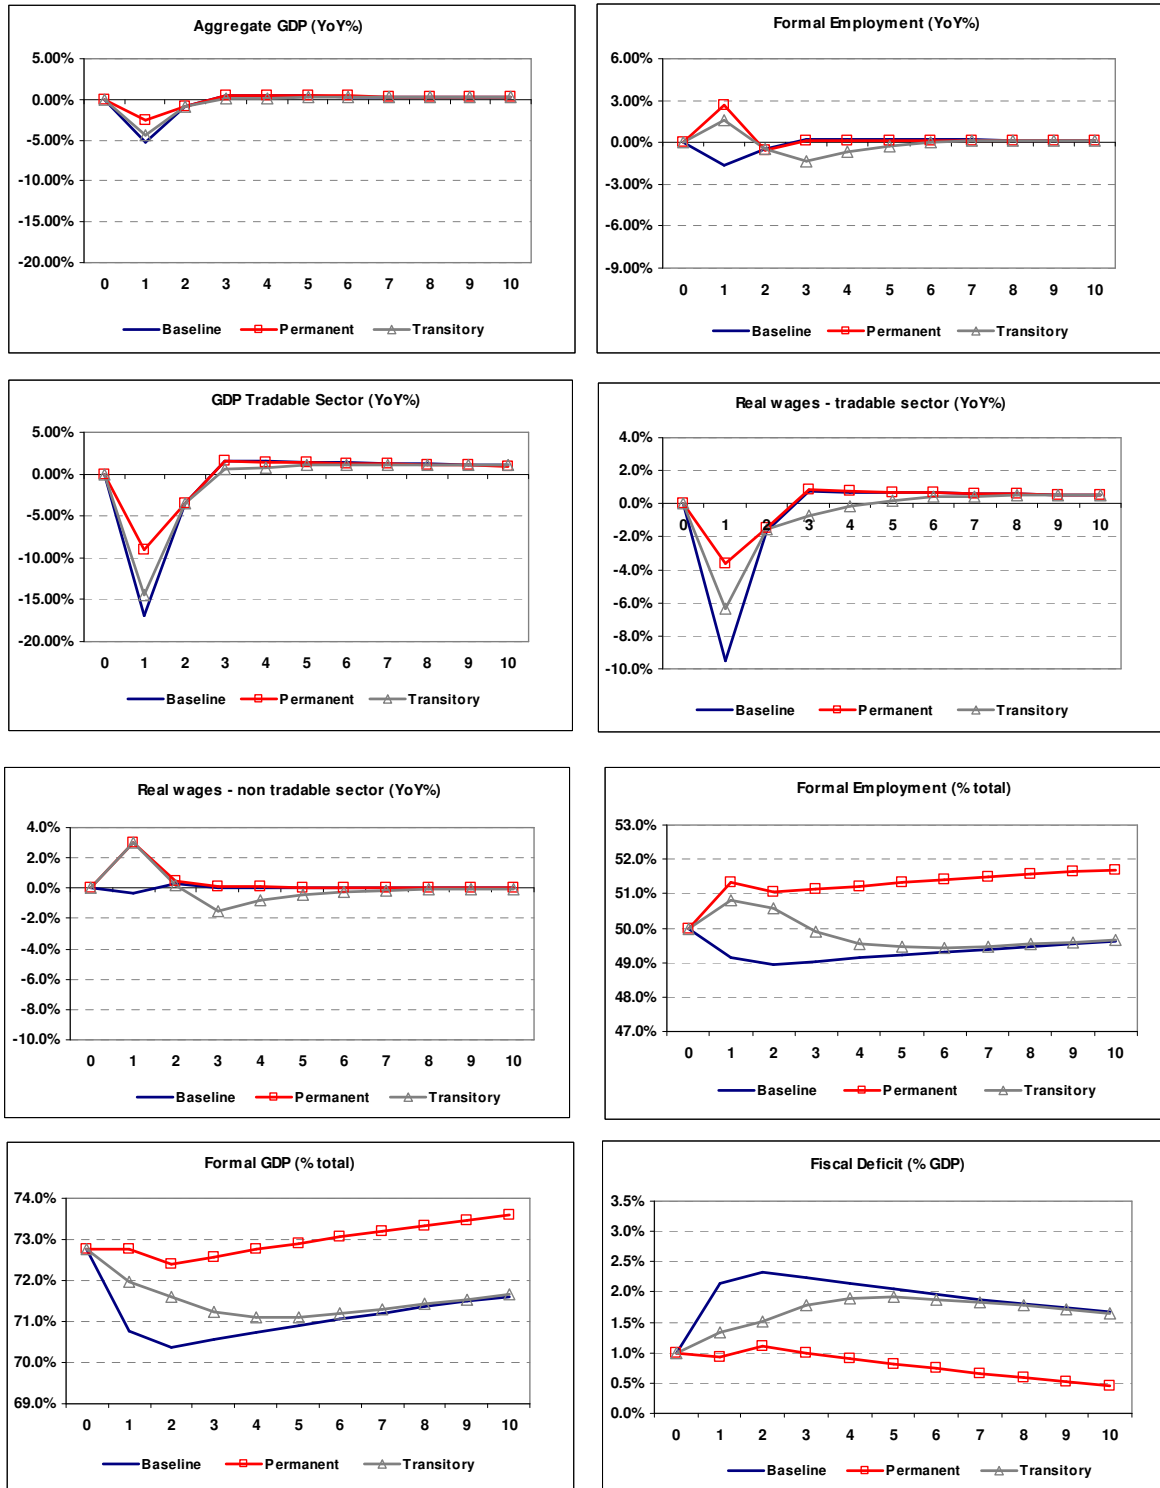 Aggregate GDP (YoY%)
5.00%
0.00%
-5.00%
-10.00%
-15.00%
-20.00%
0 1 2 3 4 5 6 7 8 9 10
Baseline Permanent Transitory
Formal Employment (YoY%)
6.00%
3.00%
0.00%
-3.00%
-6.00%
-9.00%
0 1 2 3 4 5 6 7 8 9 10
Baseline Permanent Transitory
GDP Tradable Sector (YoY%)
5.00%
0.00%
-5.00%
-10.00%
-15.00%
-20.00%
0 1 2 3 4 5 6 7 8 9 10
Baseline Permanent Transitory
Real wages - tradable sector (YoY%)
4.0%
2.0%
0.0%
-2.0%
-4.0%
-6.0%
-8.0%
-10.0%
0 1 2 3 4 5 6 7 8 9 10
Baseline Permanent Transitory
Real wages - non tradable sector (YoY%)
4.0%
2.0%
0.0%
-2.0%
-4.0%
-6.0%
-8.0%
-10.0%
0 1 2 3 4 5 6 7 8 9 10
Baseline Permanent Transitory
Formal Employment (% total)
53.0%
52.0%
51.0%
50.0%
49.0%
48.0%
47.0%
0 1 2 3 4 5 6 7 8 9 10
Baseline Permanent Transitory
Formal GDP (% total)
74.0%
73.0%
72.0%
71.0%
70.0%
69.0%
0 1 2 3 4 5 6 7 8 9 10
Baseline Permanent Transitory
Fiscal Deficit (% GDP)
3.5%
3.0%
2.5%
2.0%
1.5%
1.0%
0.5%
0.0%
0 1 2 3 4 5 6 7 8 9 10
Baseline Permanent Transitory